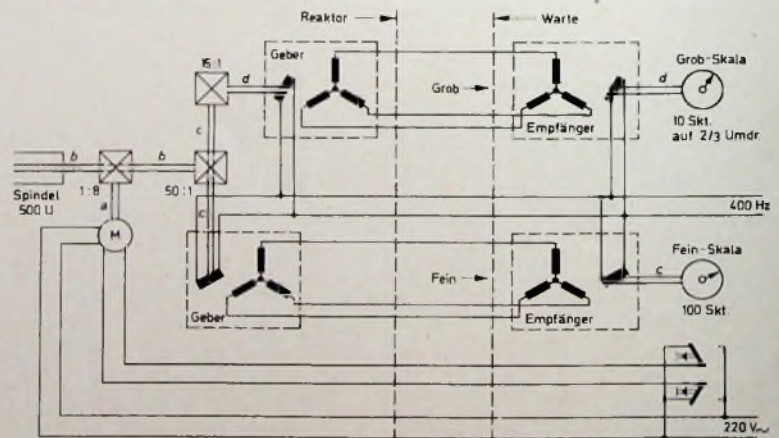 Reaktor
Warte
15:1
Geber
Grob-Skala
d
Grob
d
10 Skt.
auf 2/3 Umdr.
c
Empfänger
b
b
Spindel
500 U
1:8
50:1
a
c
400 Hz
M
Fein-Skala
Fein
c
100 Skt.
Geber
Empfänger